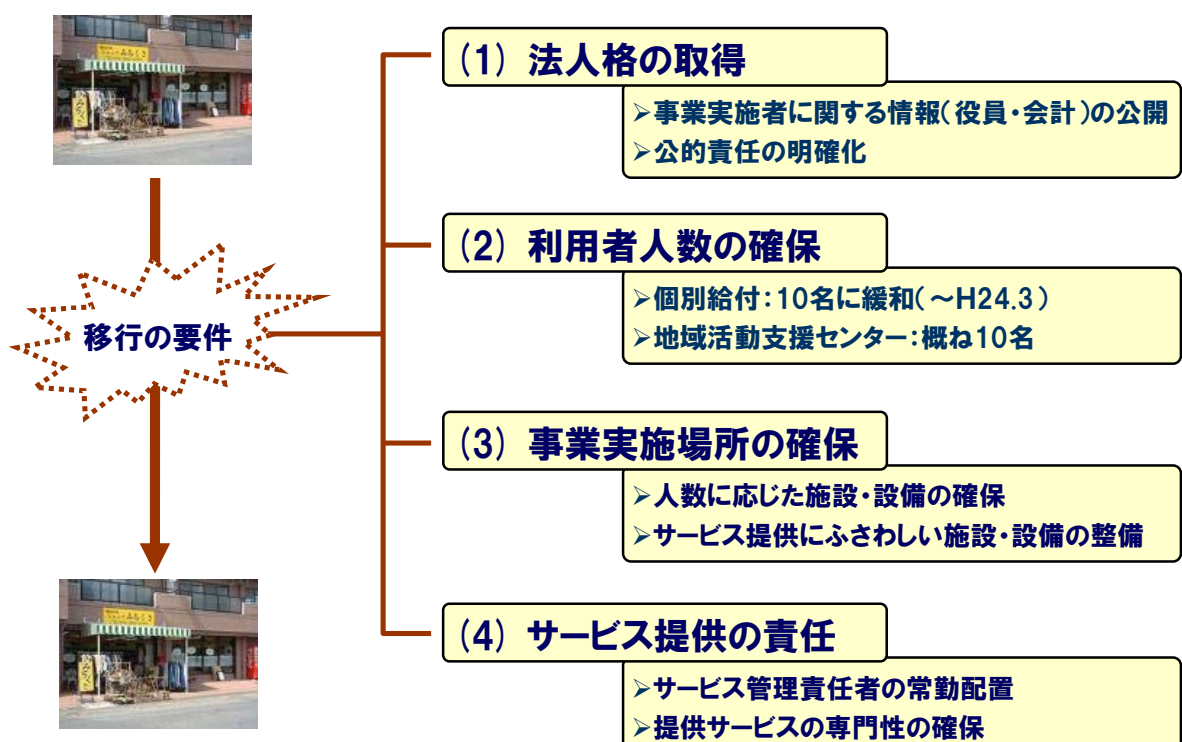 みちくさ
(1) 法人格の取得
➢事業実施者に関する情報(役員・会計)の公開
➢公的責任の明確化
(2) 利用者人数の確保
➢個別給付:10名に緩和(~H24.3)
➢地域活動支援センター:概ね10名
移行の要件
(3) 事業実施場所の確保
➢人数に応じた施設・設備の確保
➢サービス提供にふさわしい施設・設備の整備
(4) サービス提供の責任
➢サービス管理責任者の常勤配置
➢提供サービスの専門性の確保
みちくさ